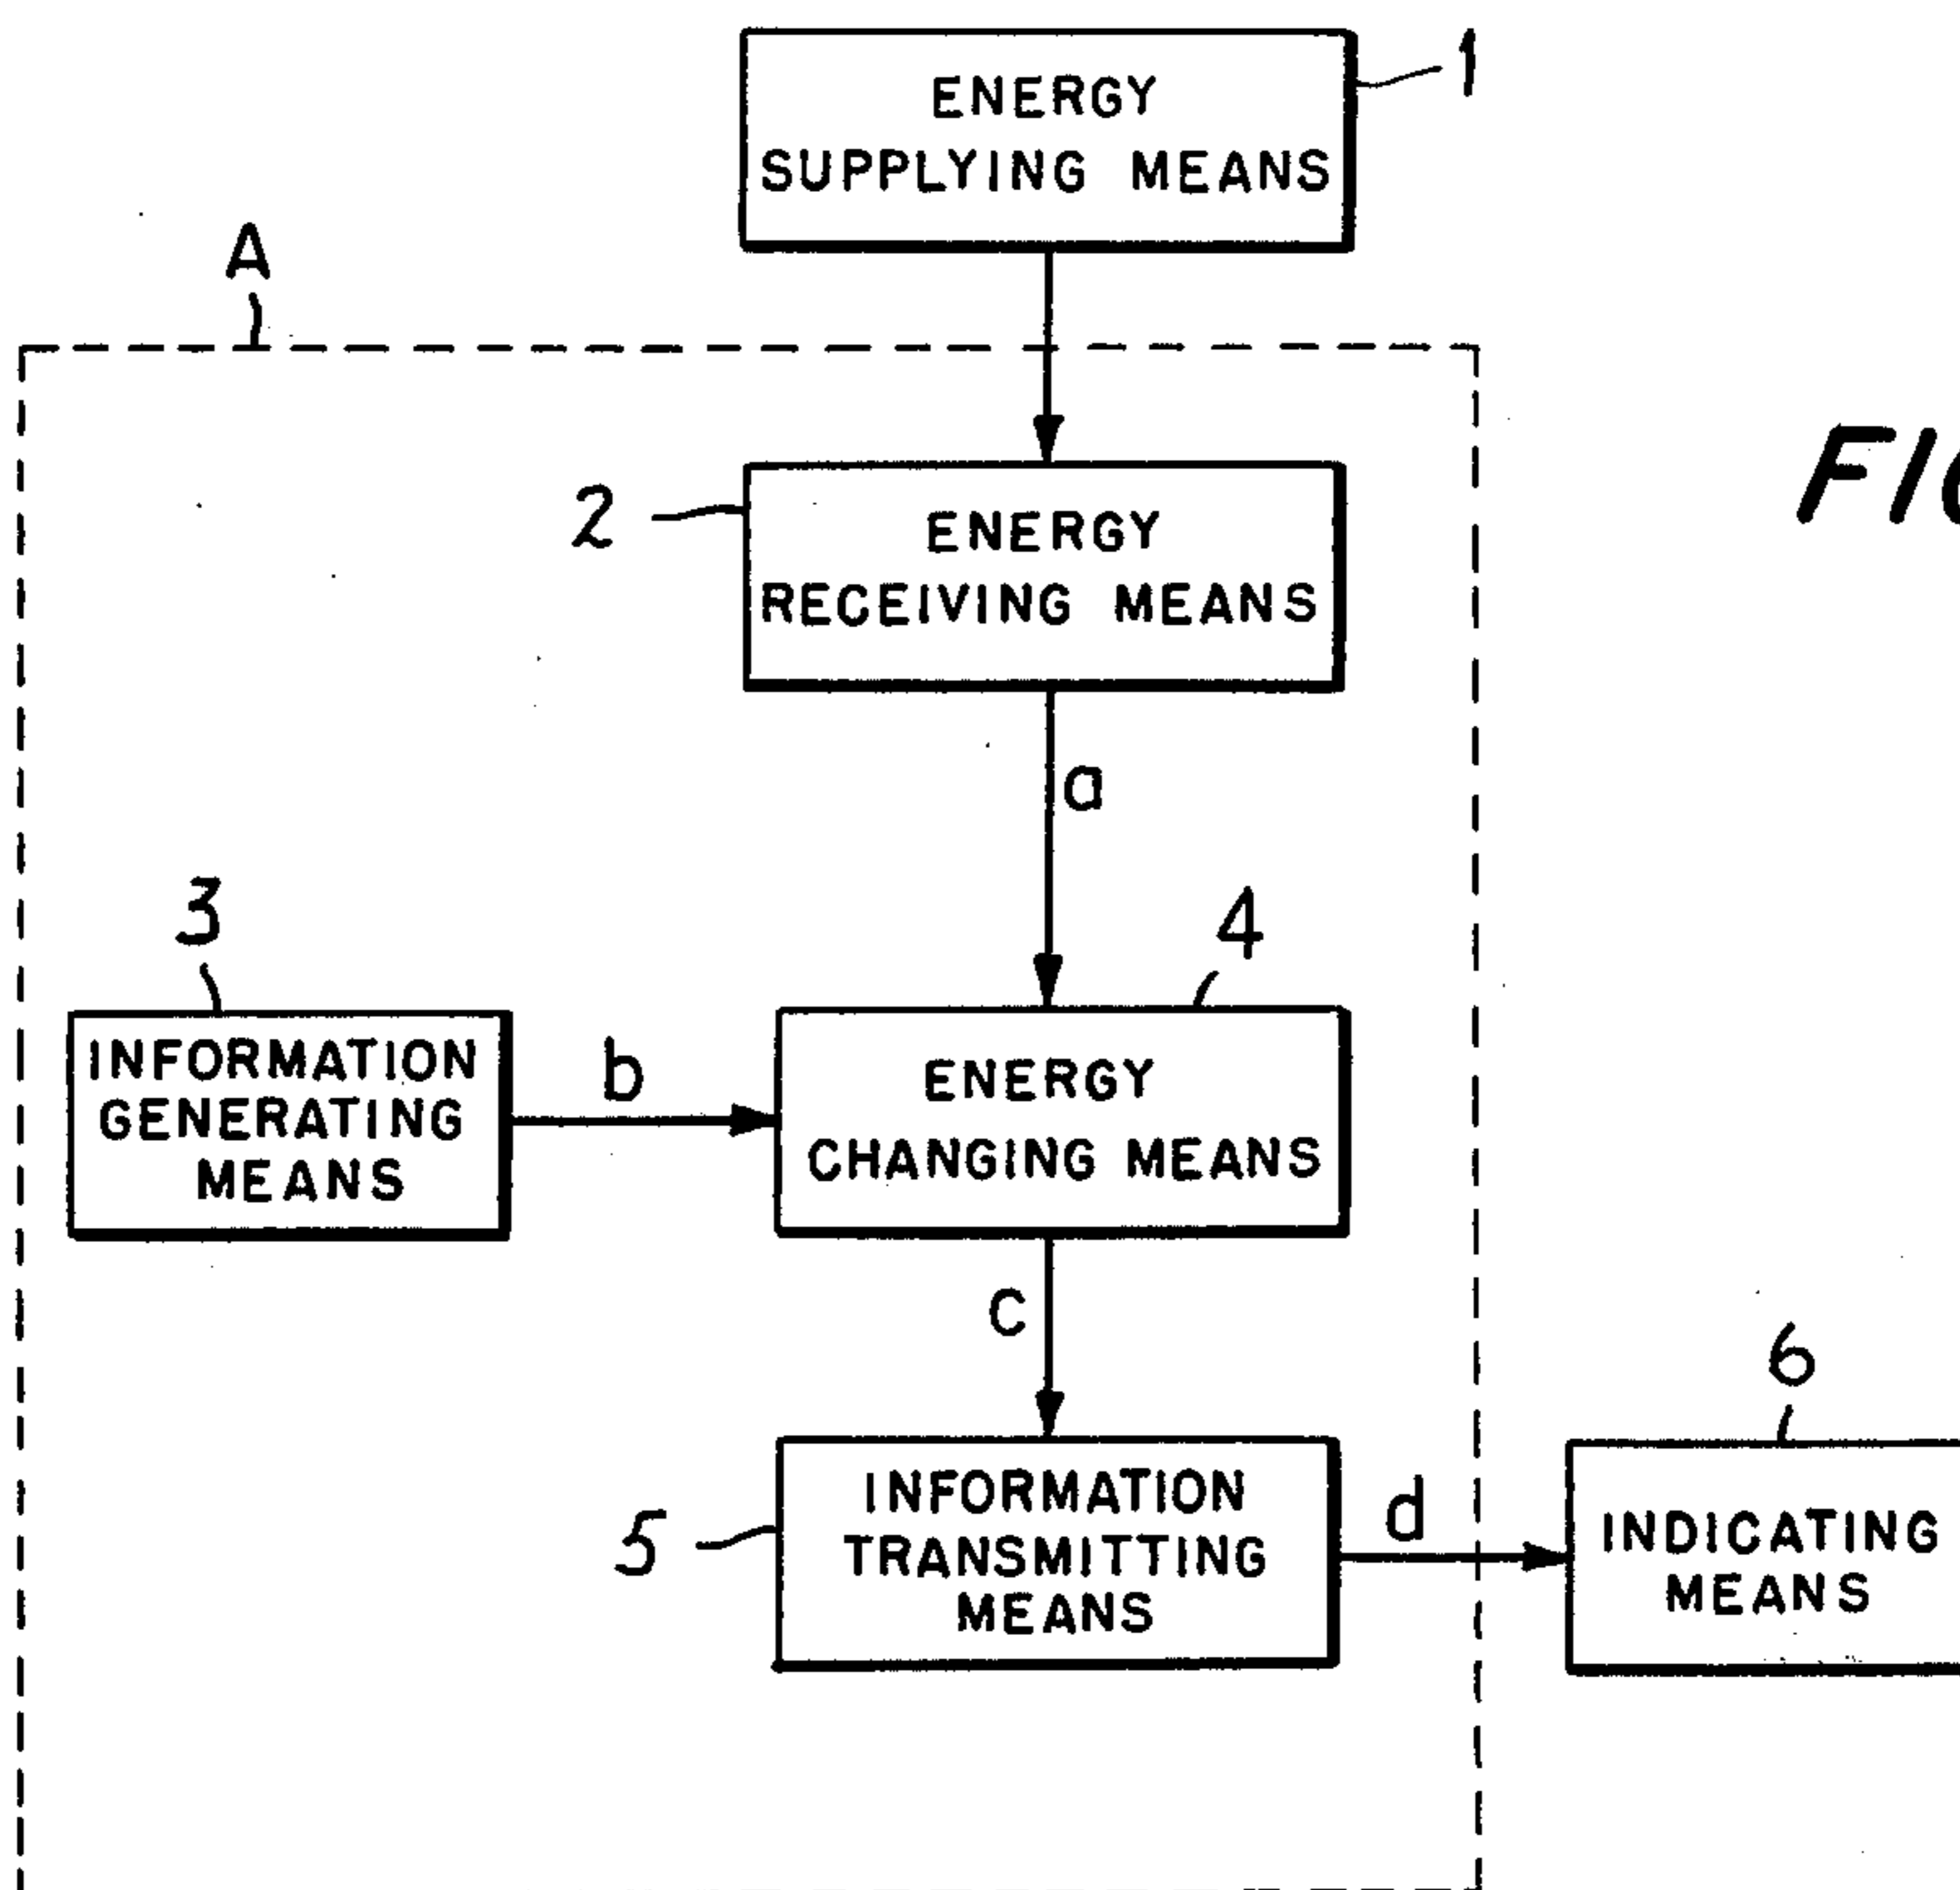 ENERGY
SUPPLYING MEANS
1
A
2
ENERGY
RECEIVING MEANS
a
3
4
INFORMATION
GENERATING
MEANS
b
ENERGY
CHANGING MEANS
c
5
INFORMATION
TRANSMITTING
MEANS
d
6
INDICATING
MEANS